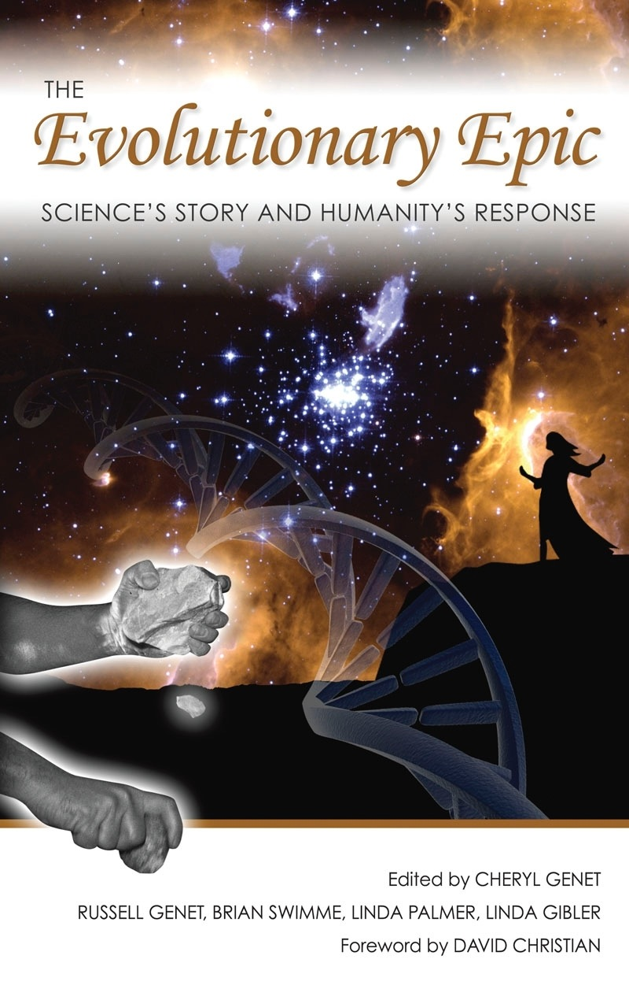 THE
Evolutionary Epic
SCIENCE'S STORY AND HUMANITY'S RESPONSE
Edited by CHERYL GENET
RUSSELL GENET, BRIAN SWIMME, LINDA PALMER, LINDA GIBLER
Foreword by DAVID CHRISTIAN